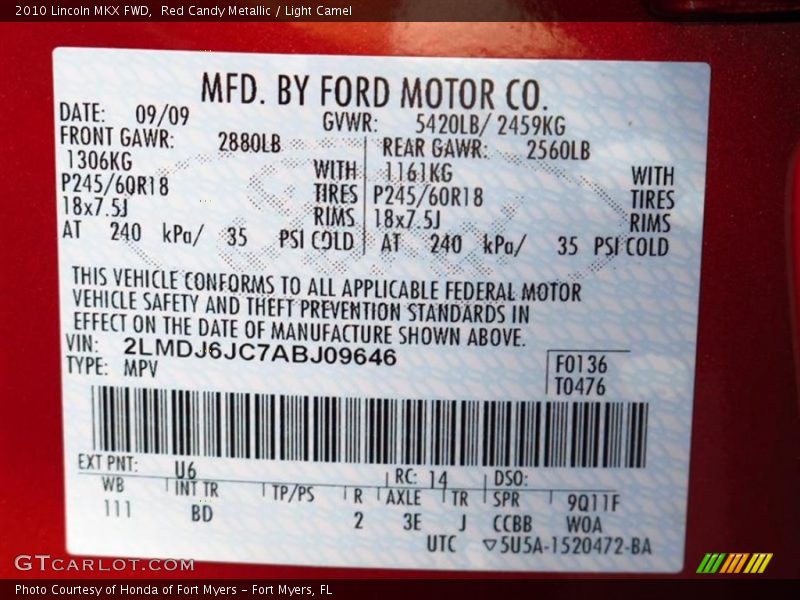 2010 Lincoln MKX FWD,  Red Candy Metallic / Light Camel
MFD. BY FORD MOTOR CO.
DATE: 09/09 GVWR: 5420LB/ 2459KG
FRONT GAWR: 2880LB REAR GAWR: 2560LB
1306KG WITH 1161KG WITH
P245/60R18 TIRES P245/60R18 TIRES
18x7.5J RIMS 18x7.5J RIMS
AT 240 kPa/ 35 PSI COLD AT 240 kPa/ 35 PSI COLD
THIS VEHICLE CONFORMS TO ALL APPLICABLE FEDERAL MOTOR
VEHICLE SAFETY AND THEFT PREVENTION STANDARDS IN
EFFECT ON THE DATE OF MANUFACTURE SHOWN ABOVE.
VIN: 2LMDJ6JC7ABJ09646 F0136
TYPE: MPV T0476
EXT PNT: U6 RC: 14 DSO:
WB INT TR TP/PS R AXLE TR SPR 9Q11F
111 BD 2 3E J CCBB WOA
UTC ▽5U5A-1520472-BA
GTCARLOT.COM
Photo Courtesy of Honda of Fort Myers – Fort Myers, FL